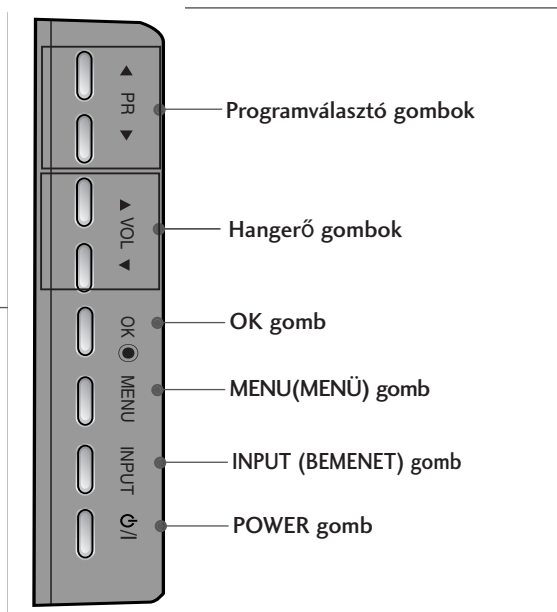 PR
VOL
OK
MENU
INPUT
/I
Programválasztó gombok
Hangerő gombok
OK gomb
MENU(MENÜ) gomb
INPUT (BEMENET) gomb
POWER gomb